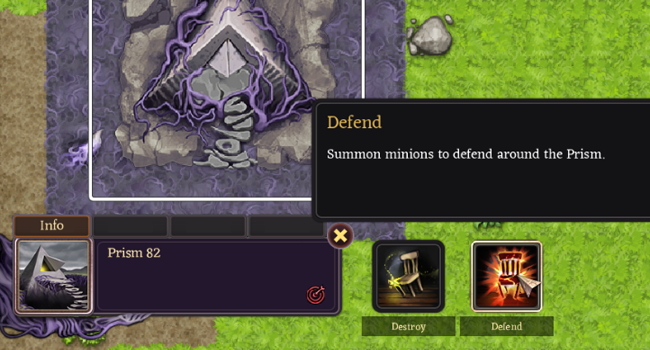 Defend
Summon minions to defend around the Prism.
Info
Prism 82
Destroy
Defend